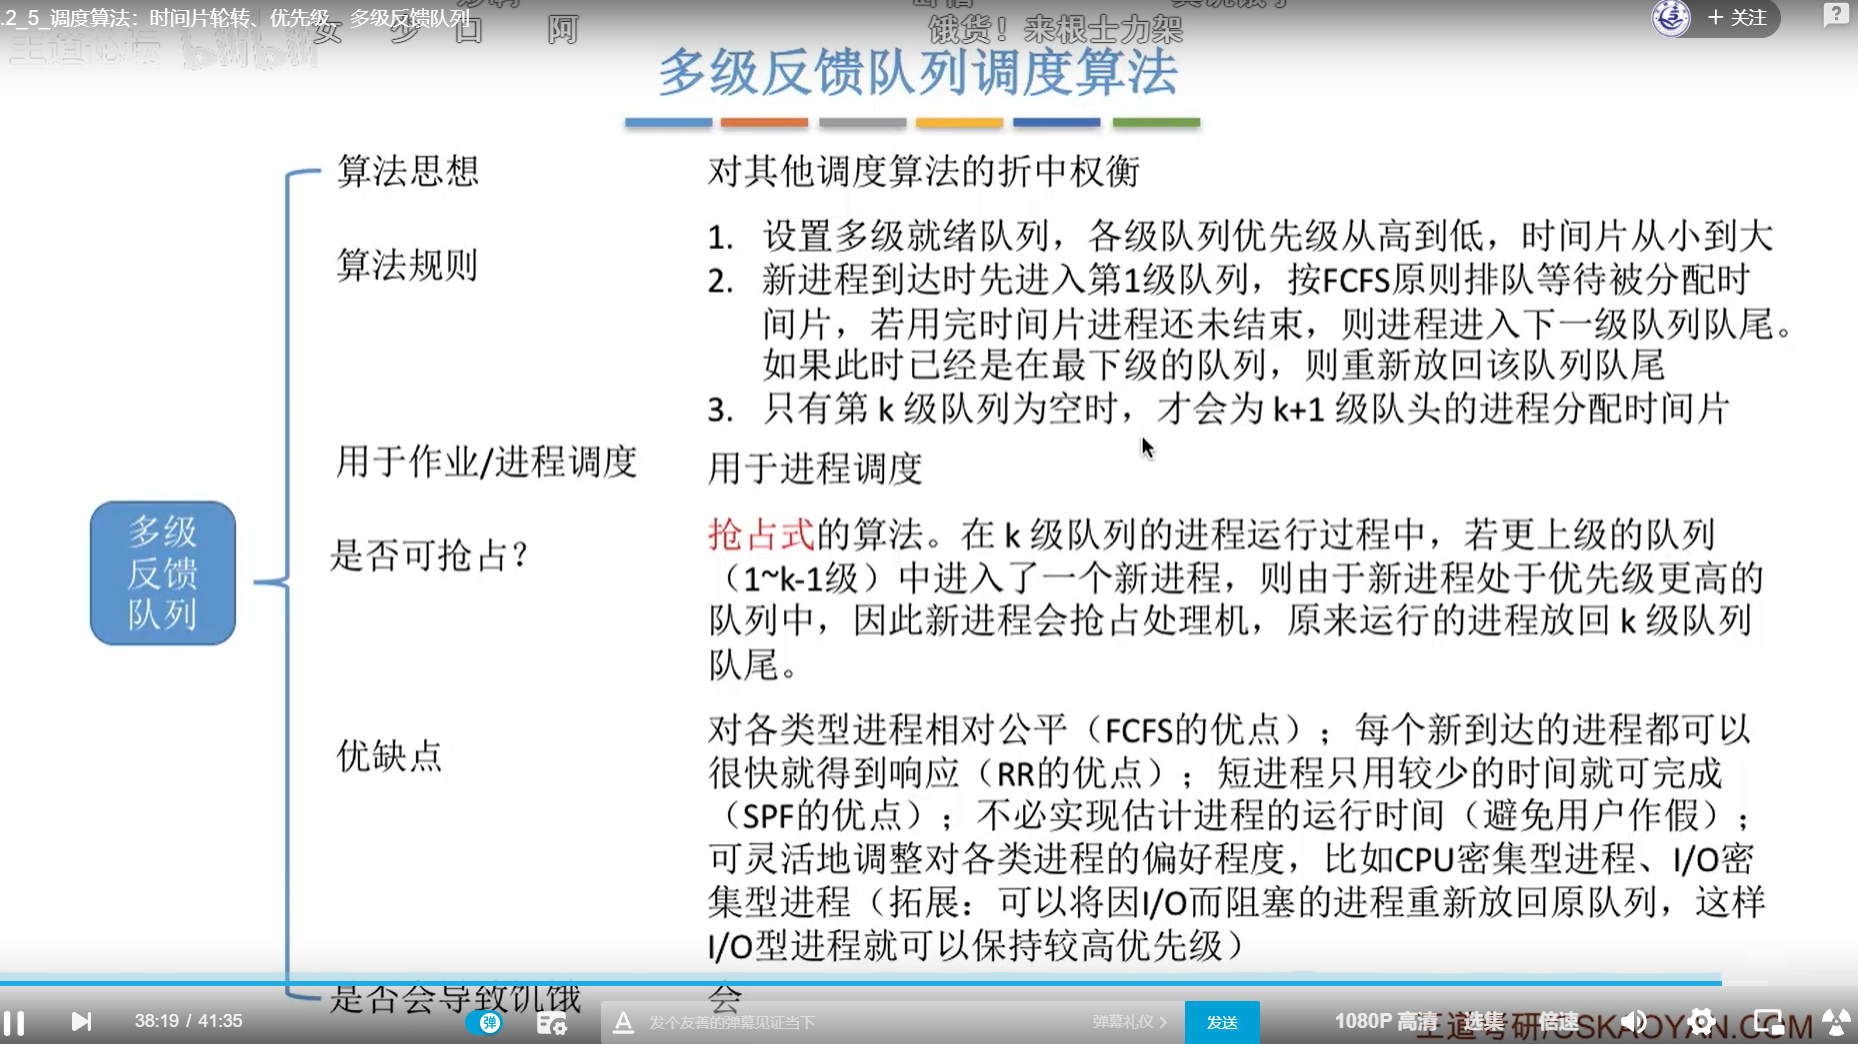 .2_5_调度算法：时间片轮转、优先级、多级反馈队列
+ 关注
女 少 口 阿
饿货！来根士力架
王道论坛 bilibili
多级反馈队列调度算法
算法思想
对其他调度算法的折中权衡
算法规则
1. 设置多级就绪队列，各级队列优先级从高到低，时间片从小到大
2. 新进程到达时先进入第1级队列，按FCFS原则排队等待被分配时
间片，若用完时间片进程还未结束，则进程进入下一级队列队尾。
如果此时已经是在最下级的队列，则重新放回该队列队尾
3. 只有第 k 级队列为空时，才会为 k+1 级队头的进程分配时间片
用于作业/进程调度
用于进程调度
多级
反馈
队列
是否可抢占？
抢占式的算法。在 k 级队列的进程运行过程中，若更上级的队列
（1~k-1级）中进入了一个新进程，则由于新进程处于优先级更高的
队列中，因此新进程会抢占处理机，原来运行的进程放回 k 级队列
队尾。
优缺点
对各类型进程相对公平（FCFS的优点）；每个新到达的进程都可以
很快就得到响应（RR的优点）；短进程只用较少的时间就可完成
（SPF的优点）；不必实现估计进程的运行时间（避免用户作假）；
可灵活地调整对各类进程的偏好程度，比如CPU密集型进程、I/O密
集型进程（拓展：可以将因I/O而阻塞的进程重新放回原队列，这样
I/O型进程就可以保持较高优先级）
是否会导致饥饿
会
38:19 / 41:35
弹
A
发个友善的弹幕见证当下
弹幕礼仪 >
发送
1080P 高清
选集
倍速
王道考研/CSKAOYAN.COM